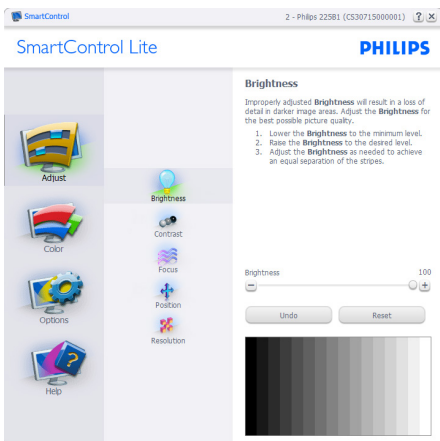 SmartControl
2 - Philips 225B1 (CS30715000001) ? X
SmartControl Lite
PHILIPS
Adjust
Color
Options
?
Help
Brightness
Contrast
Focus
Position
Resolution
Brightness
Improperly adjusted Brightness will result in a loss of
detail in darker image areas. Adjust the Brightness for
the best possible picture quality.
1. Lower the Brightness to the minimum level.
2. Rase the Brightness to the desired level.
3. Adjust the Brightness as needed to achieve
an equal separation of the stripes.
Brightness 100
Undo Reset